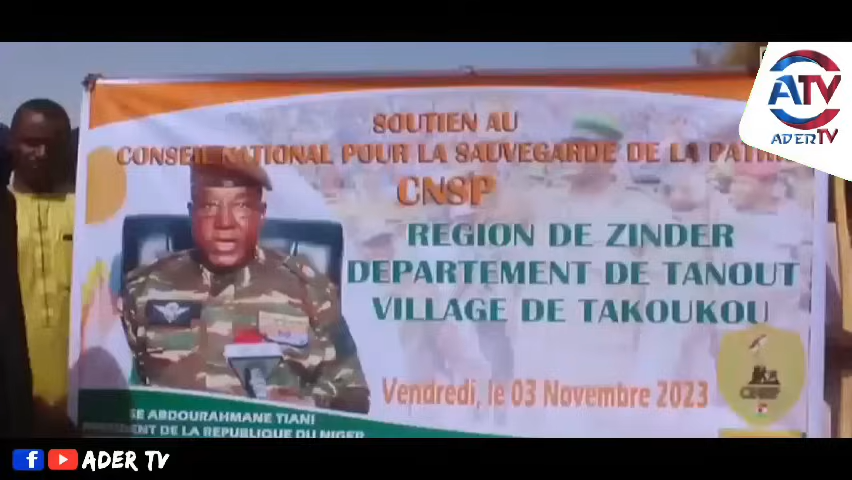 ATV
ADER TV
SOUTIEN AU
CONSEIL NATIONAL POUR LA SAUVEGARDE DE LA
CNSP
REGION DE ZINDER
DEPARTEMENT DE TANOUT
VILLAGE DE TAKOUKOU
Vendredi, le 03 Novembre 2023
CNSP
SE ABDOURAHMANE TIANI
DE LA REPUBLIQUE DU NIGER
f ADER TV